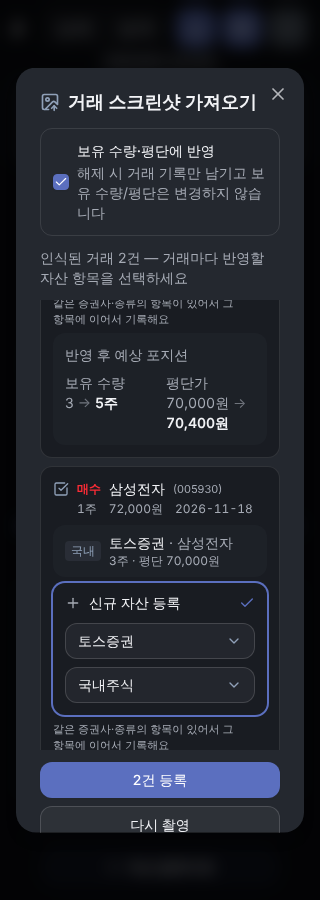 거래 스크린샷 가져오기
보유 수량·평단에 반영
해제 시 거래 기록만 남기고 보
유 수량/평단은 변경하지 않습
니다
인식된 거래 2건 — 거래마다 반영할
자산 항목을 선택하세요
같은 증권사·종류의 항목이 있어서 그
항목에 이어서 기록해요
반영 후 예상 포지션
보유 수량 평단가
3 → 5주 70,000원 →
70,400원
매수 삼성전자 (005930)
1주 72,000원 2026-11-18
국내 토스증권 · 삼성전자
3주 · 평단 70,000원
신규 자산 등록
토스증권
국내주식
같은 증권사·종류의 항목이 있어서 그
항목에 이어서 기록해요
2건 등록
다시 촬영